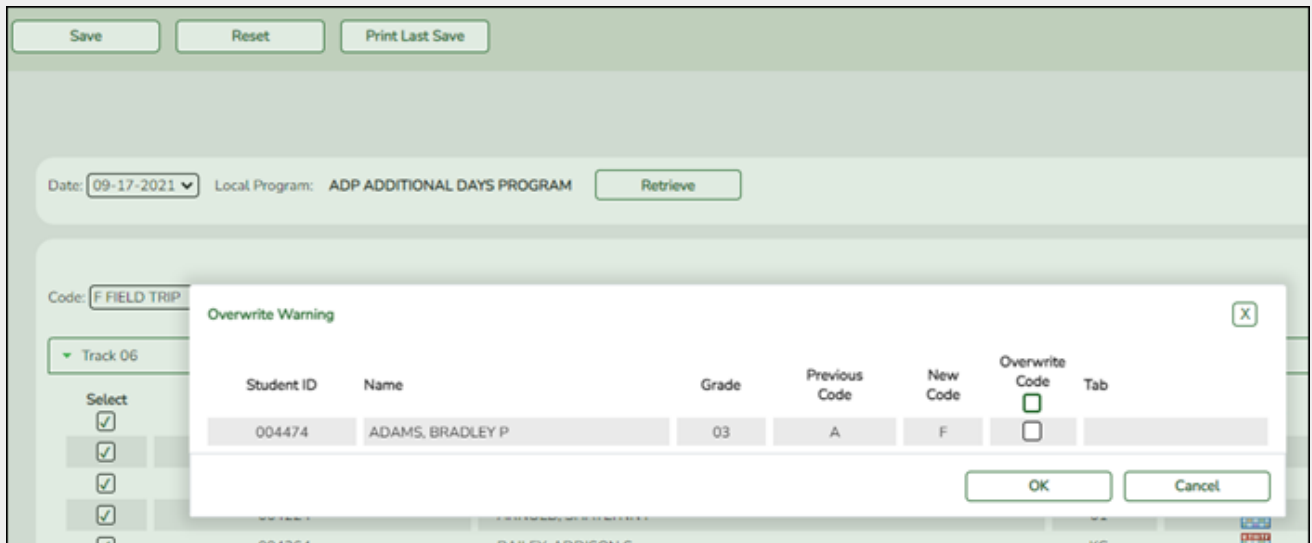 Save Reset Print Last Save
Date: 09-17-2021 Local Program: ADP ADDITIONAL DAYS PROGRAM Retrieve
Code: F FIELD TRIP
Track 06
Select
Overwrite Warning X
Student ID Name Grade Previous Code New Code Overwrite Code Tab
004474 ADAMS, BRADLEY P 03 A F
OK Cancel